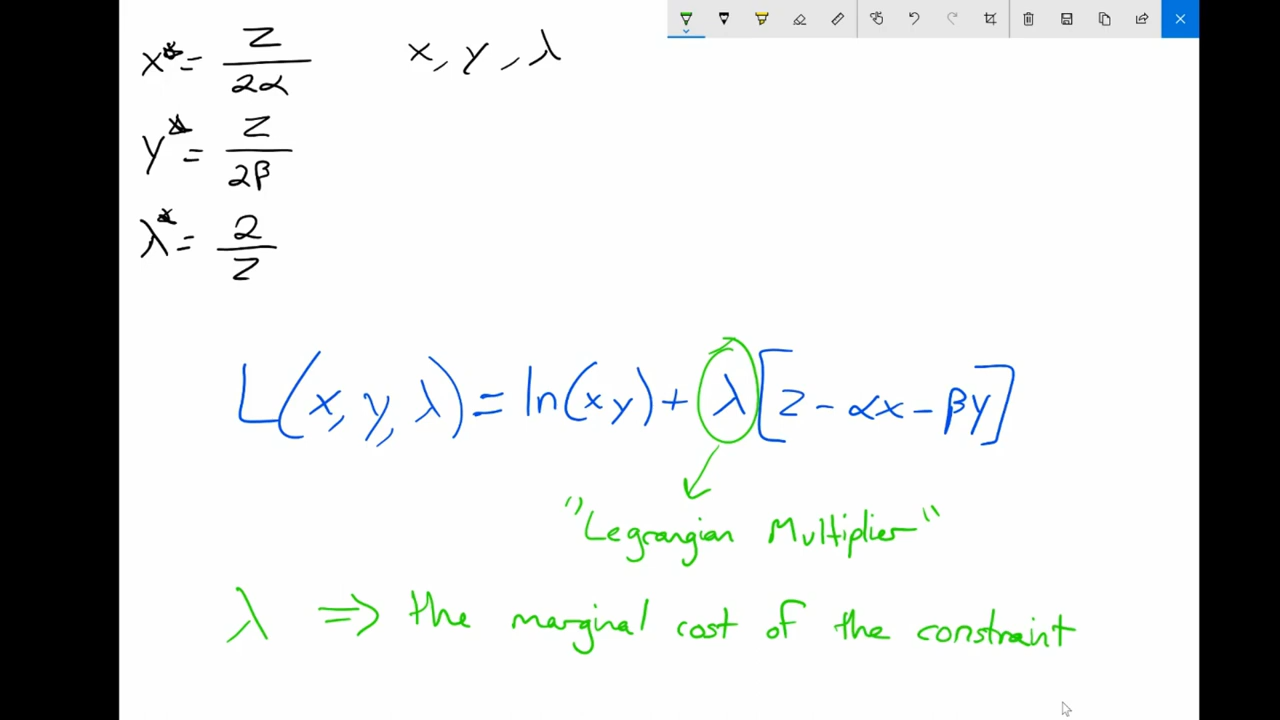 x* = z / 2α
x, y, λ
y* = z / 2β
λ* = 2 / z
L(x, y, λ) = ln(xy) + λ[z - αx - βy]
"Legrangian Multiplier"
λ ⇒ the marginal cost of the constraint